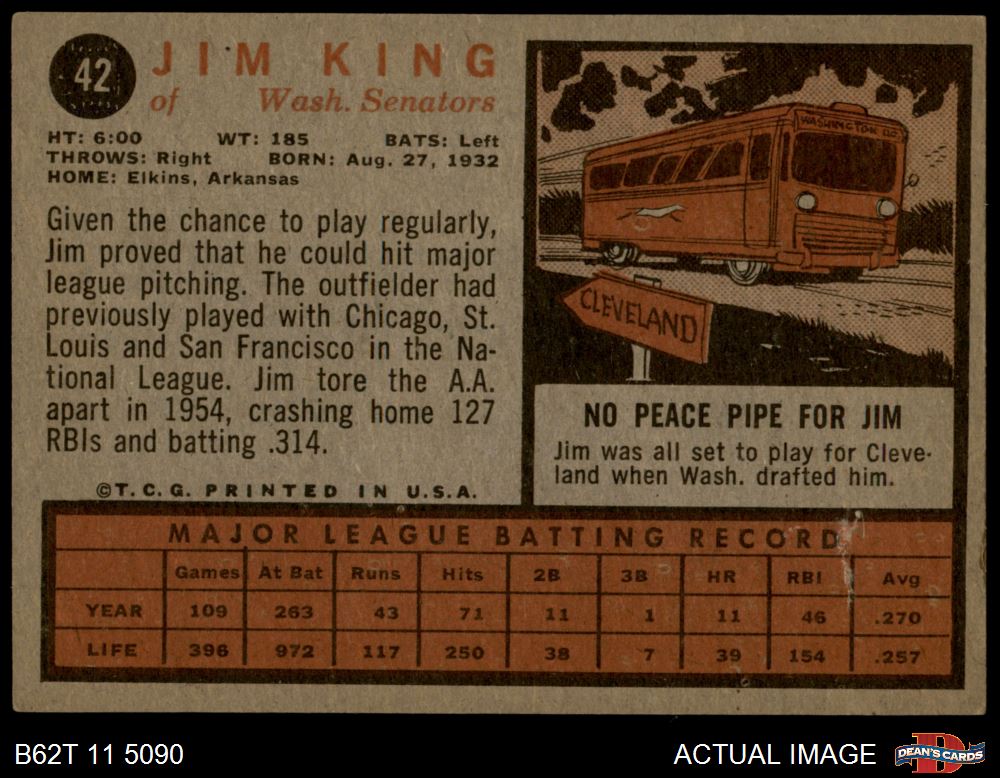 42
JIM KING
of Wash. Senators
HT: 6:00 WT: 185 BATS: Left
THROWS: Right BORN: Aug. 27, 1932
HOME: Elkins, Arkansas
Given the chance to play regularly,
Jim proved that he could hit major
league pitching. The outfielder had
previously played with Chicago, St.
Louis and San Francisco in the Na-
tional League. Jim tore the A.A.
apart in 1954, crashing home 127
RBIs and batting .314.
©T.C.G. PRINTED IN U.S.A.
WASHINGTON D.C.
CLEVELAND
NO PEACE PIPE FOR JIM
Jim was all set to play for Cleve-
land when Wash. drafted him.
MAJOR LEAGUE BATTING RECORD
Games At Bat Runs Hits 2B 3B HR RBI Avg
YEAR 109 263 43 71 11 1 11 46 .270
LIFE 396 972 117 250 38 7 39 154 .257
B62T 11 5090
ACTUAL IMAGE
D
DEAN'S CARDS